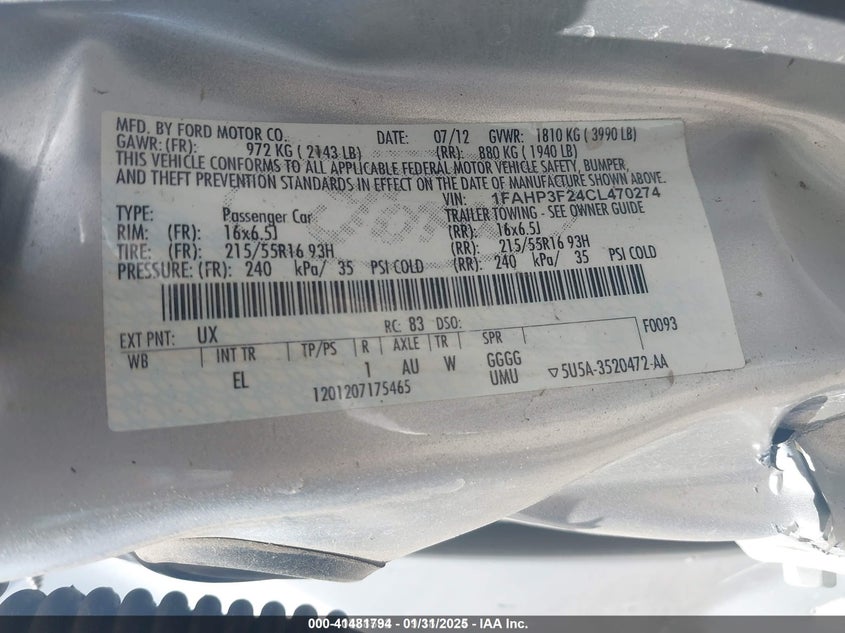 MFD. BY FORD MOTOR CO. DATE: 07/12 GVWR: 1810 KG ( 3990 LB)
GAWR: (FR): 972 KG ( 2143 LB) (RR): 880 KG ( 1940 LB)
THIS VEHICLE CONFORMS TO ALL APPLICABLE FEDERAL MOTOR VEHICLE SAFETY, BUMPER,
AND THEFT PREVENTION STANDARDS IN EFFECT ON THE DATE OF MANUFACTURE SHOWN ABOVE.
VIN: 1FAHP3F24CL470274
TYPE: Passenger Car TRAILER TOWING - SEE OWNER GUIDE
RIM: (FR): 16x6.5J (RR): 16x6.5J
TIRE: (FR): 215/55R16 93H (RR): 215/55R16 93H
PRESSURE: (FR): 240 kPa/ 35 PSI COLD (RR): 240 kPa/ 35 PSI COLD
EXT PNT: UX RC: 83 DSO: F0093
WB INT TR TP/PS R AXLE TR SPR
EL 1 AU W GGGG
UMU
1201207175465
▽5U5A-3520472-AA
000-41481794 - 01/31/2025 - IAA Inc.